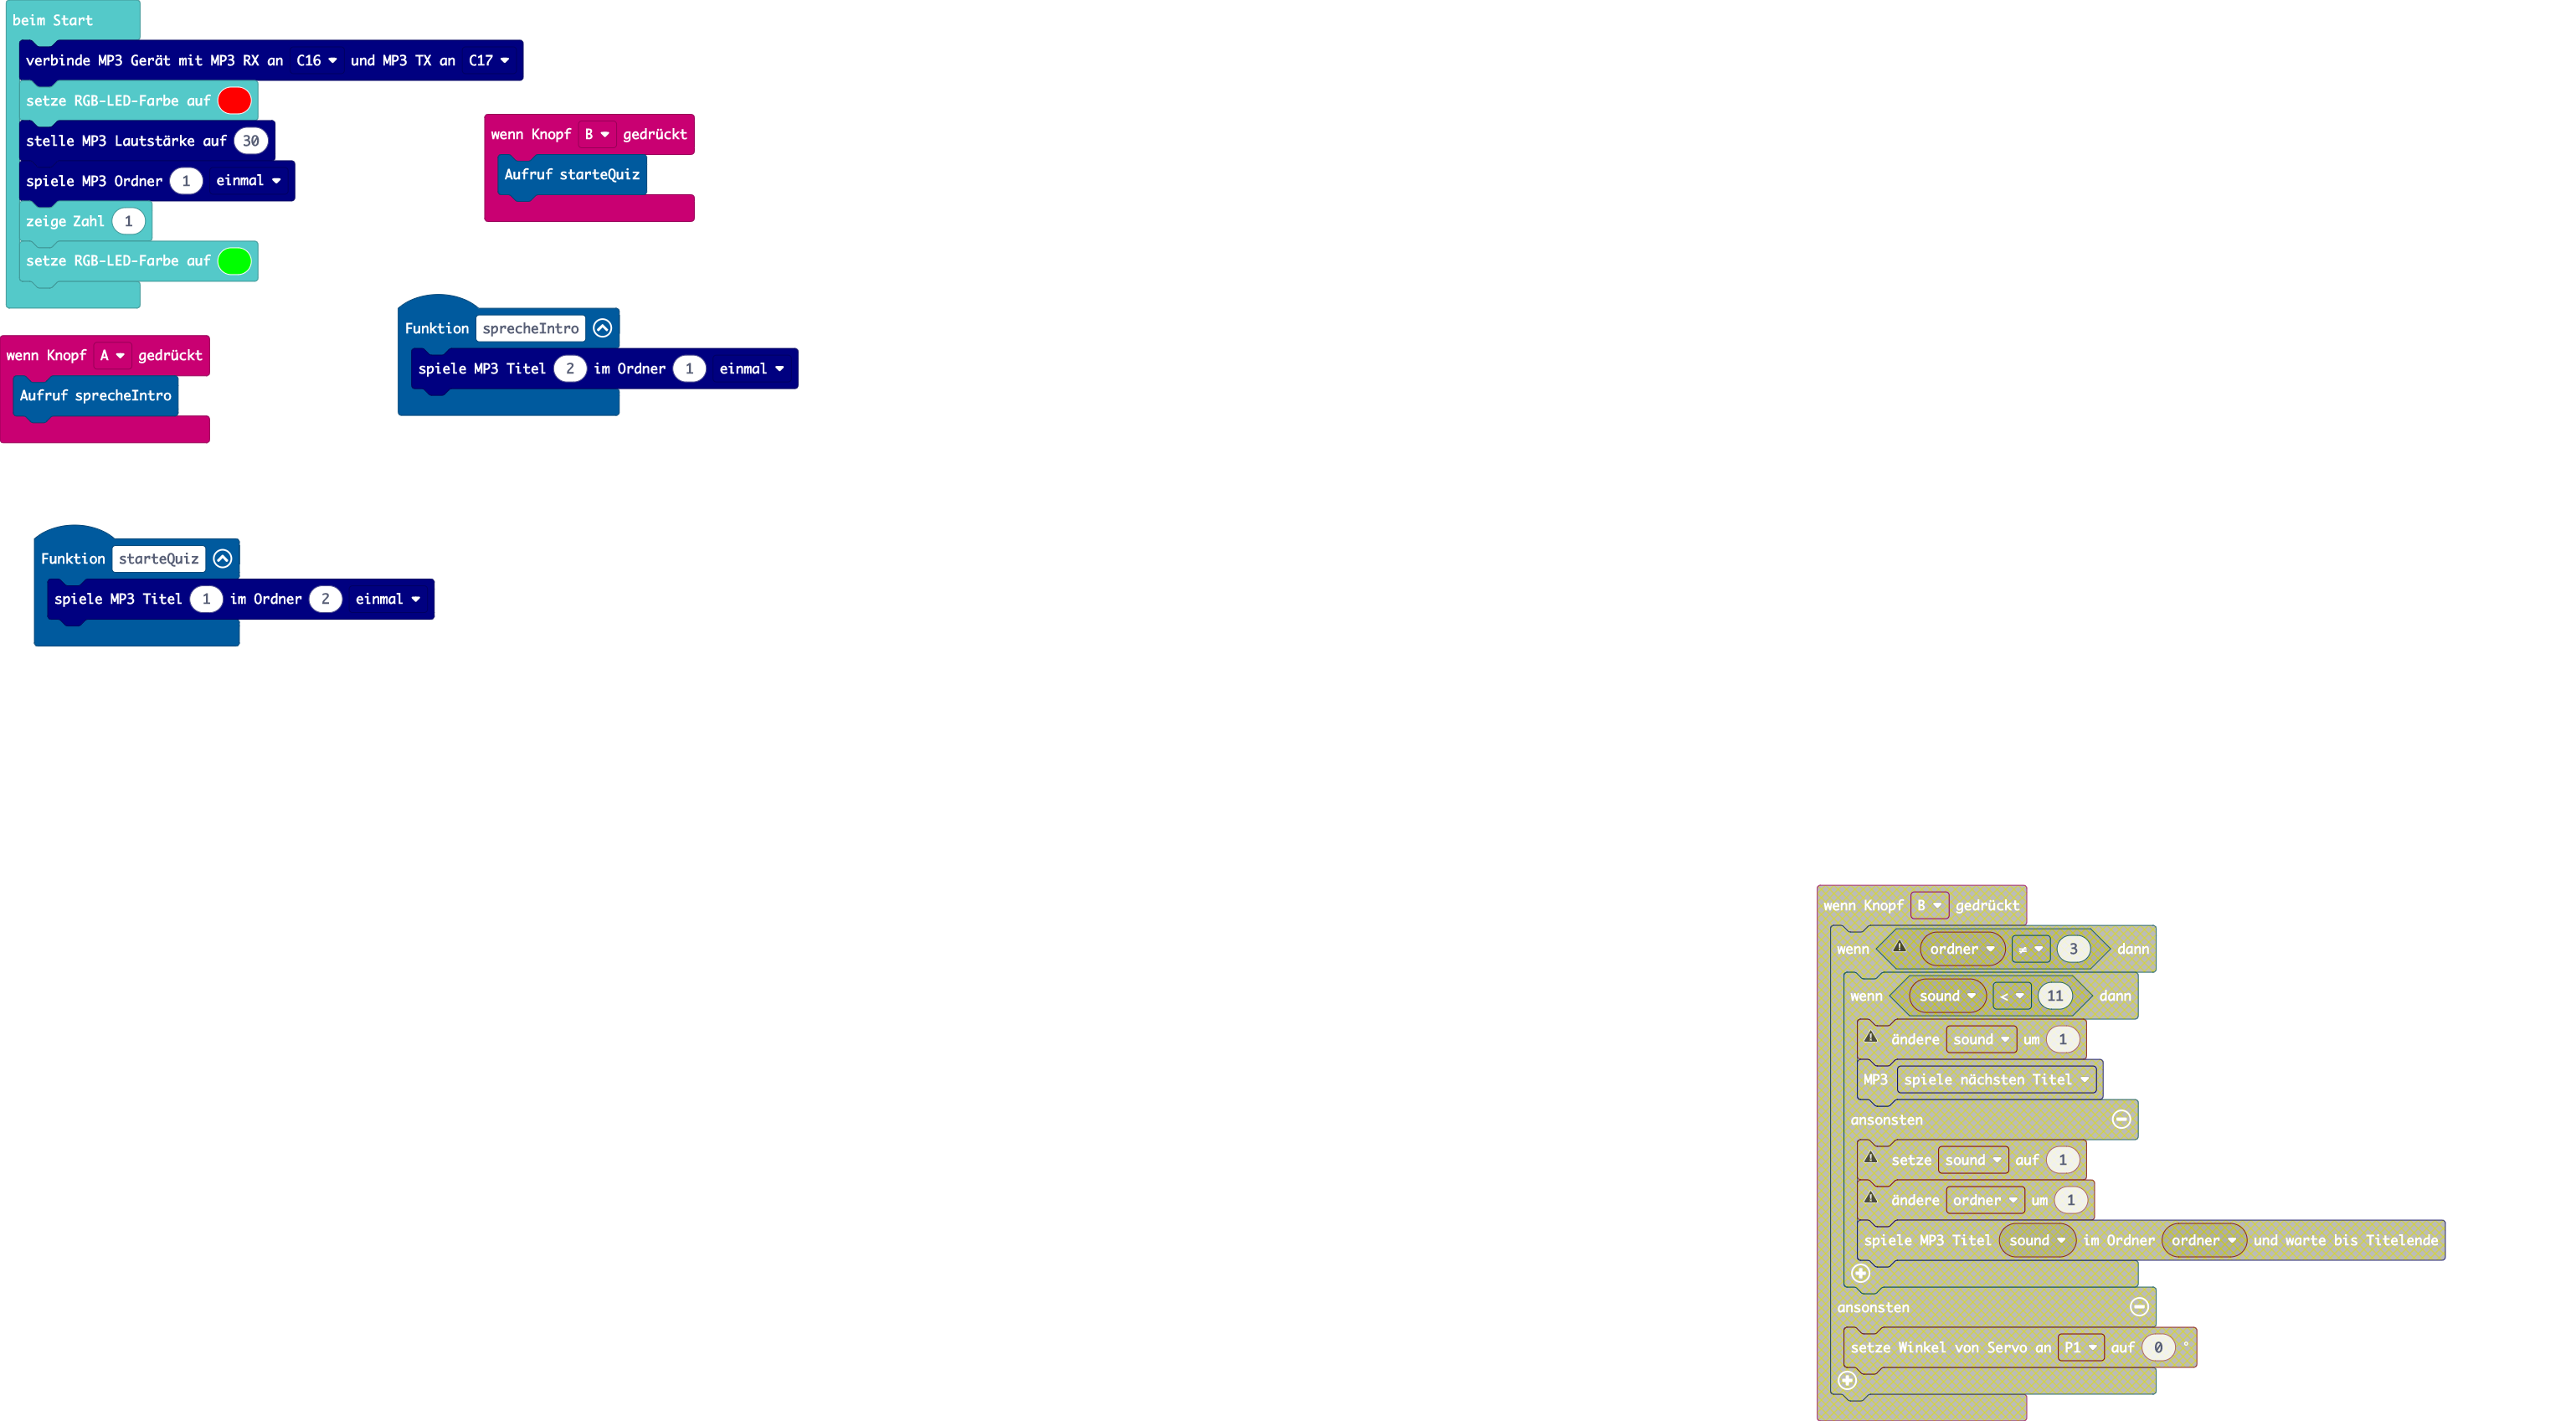 beim Start
verbinde MP3 Gerät mit MP3 RX an C16 und MP3 TX an C17
setze RGB-LED-Farbe auf
stelle MP3 Lautstärke auf 30
spiele MP3 Ordner 1 einmal
zeige Zahl 1
setze RGB-LED-Farbe auf
wenn Knopf B gedrückt
Aufruf starteQuiz
Funktion sprecheIntro
spiele MP3 Titel 2 im Ordner 1 einmal
wenn Knopf A gedrückt
Aufruf sprecheIntro
Funktion starteQuiz
spiele MP3 Titel 1 im Ordner 2 einmal
wenn Knopf B gedrückt
wenn ordner ≠ 3 dann
wenn sound < 11 dann
ändere sound um 1
MP3 spiele nächsten Titel
ansonsten
setze sound auf 1
ändere ordner um 1
spiele MP3 Titel sound im Ordner ordner und warte bis Titelende
ansonsten
setze Winkel von Servo an P1 auf 0 °